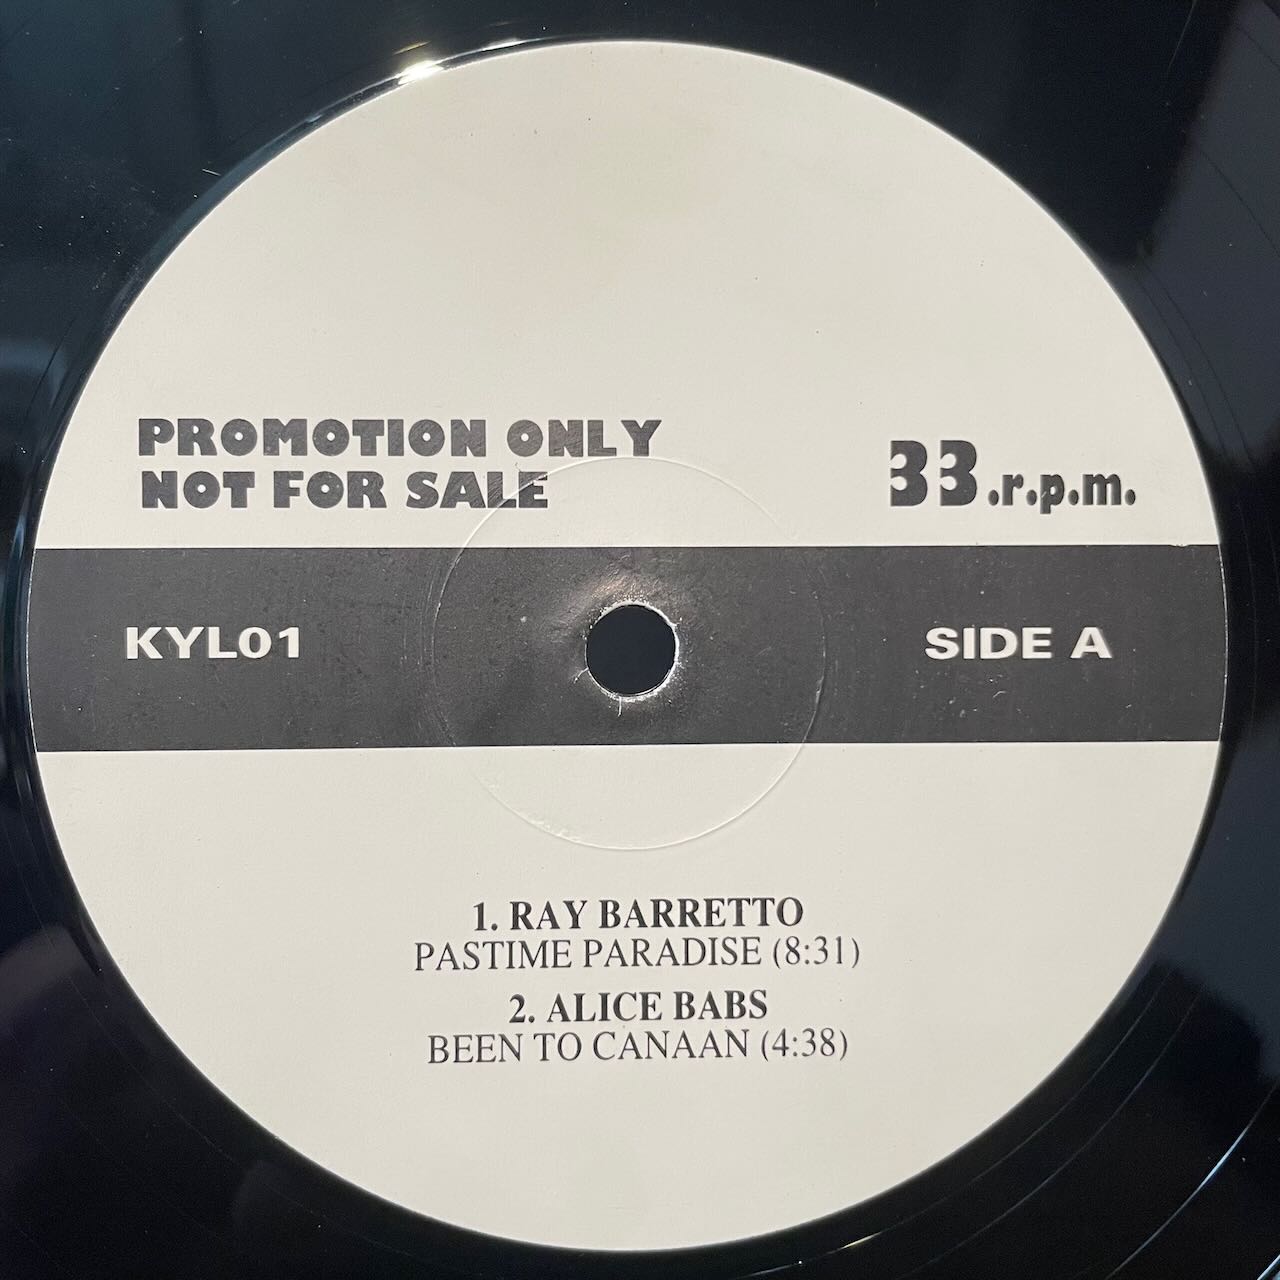 PROMOTION ONLY
NOT FOR SALE
33.r.p.m.
KYL01
SIDE A
1. RAY BARRETTO
PASTIME PARADISE (8:31)
2. ALICE BABS
BEEN TO CANAAN (4:38)